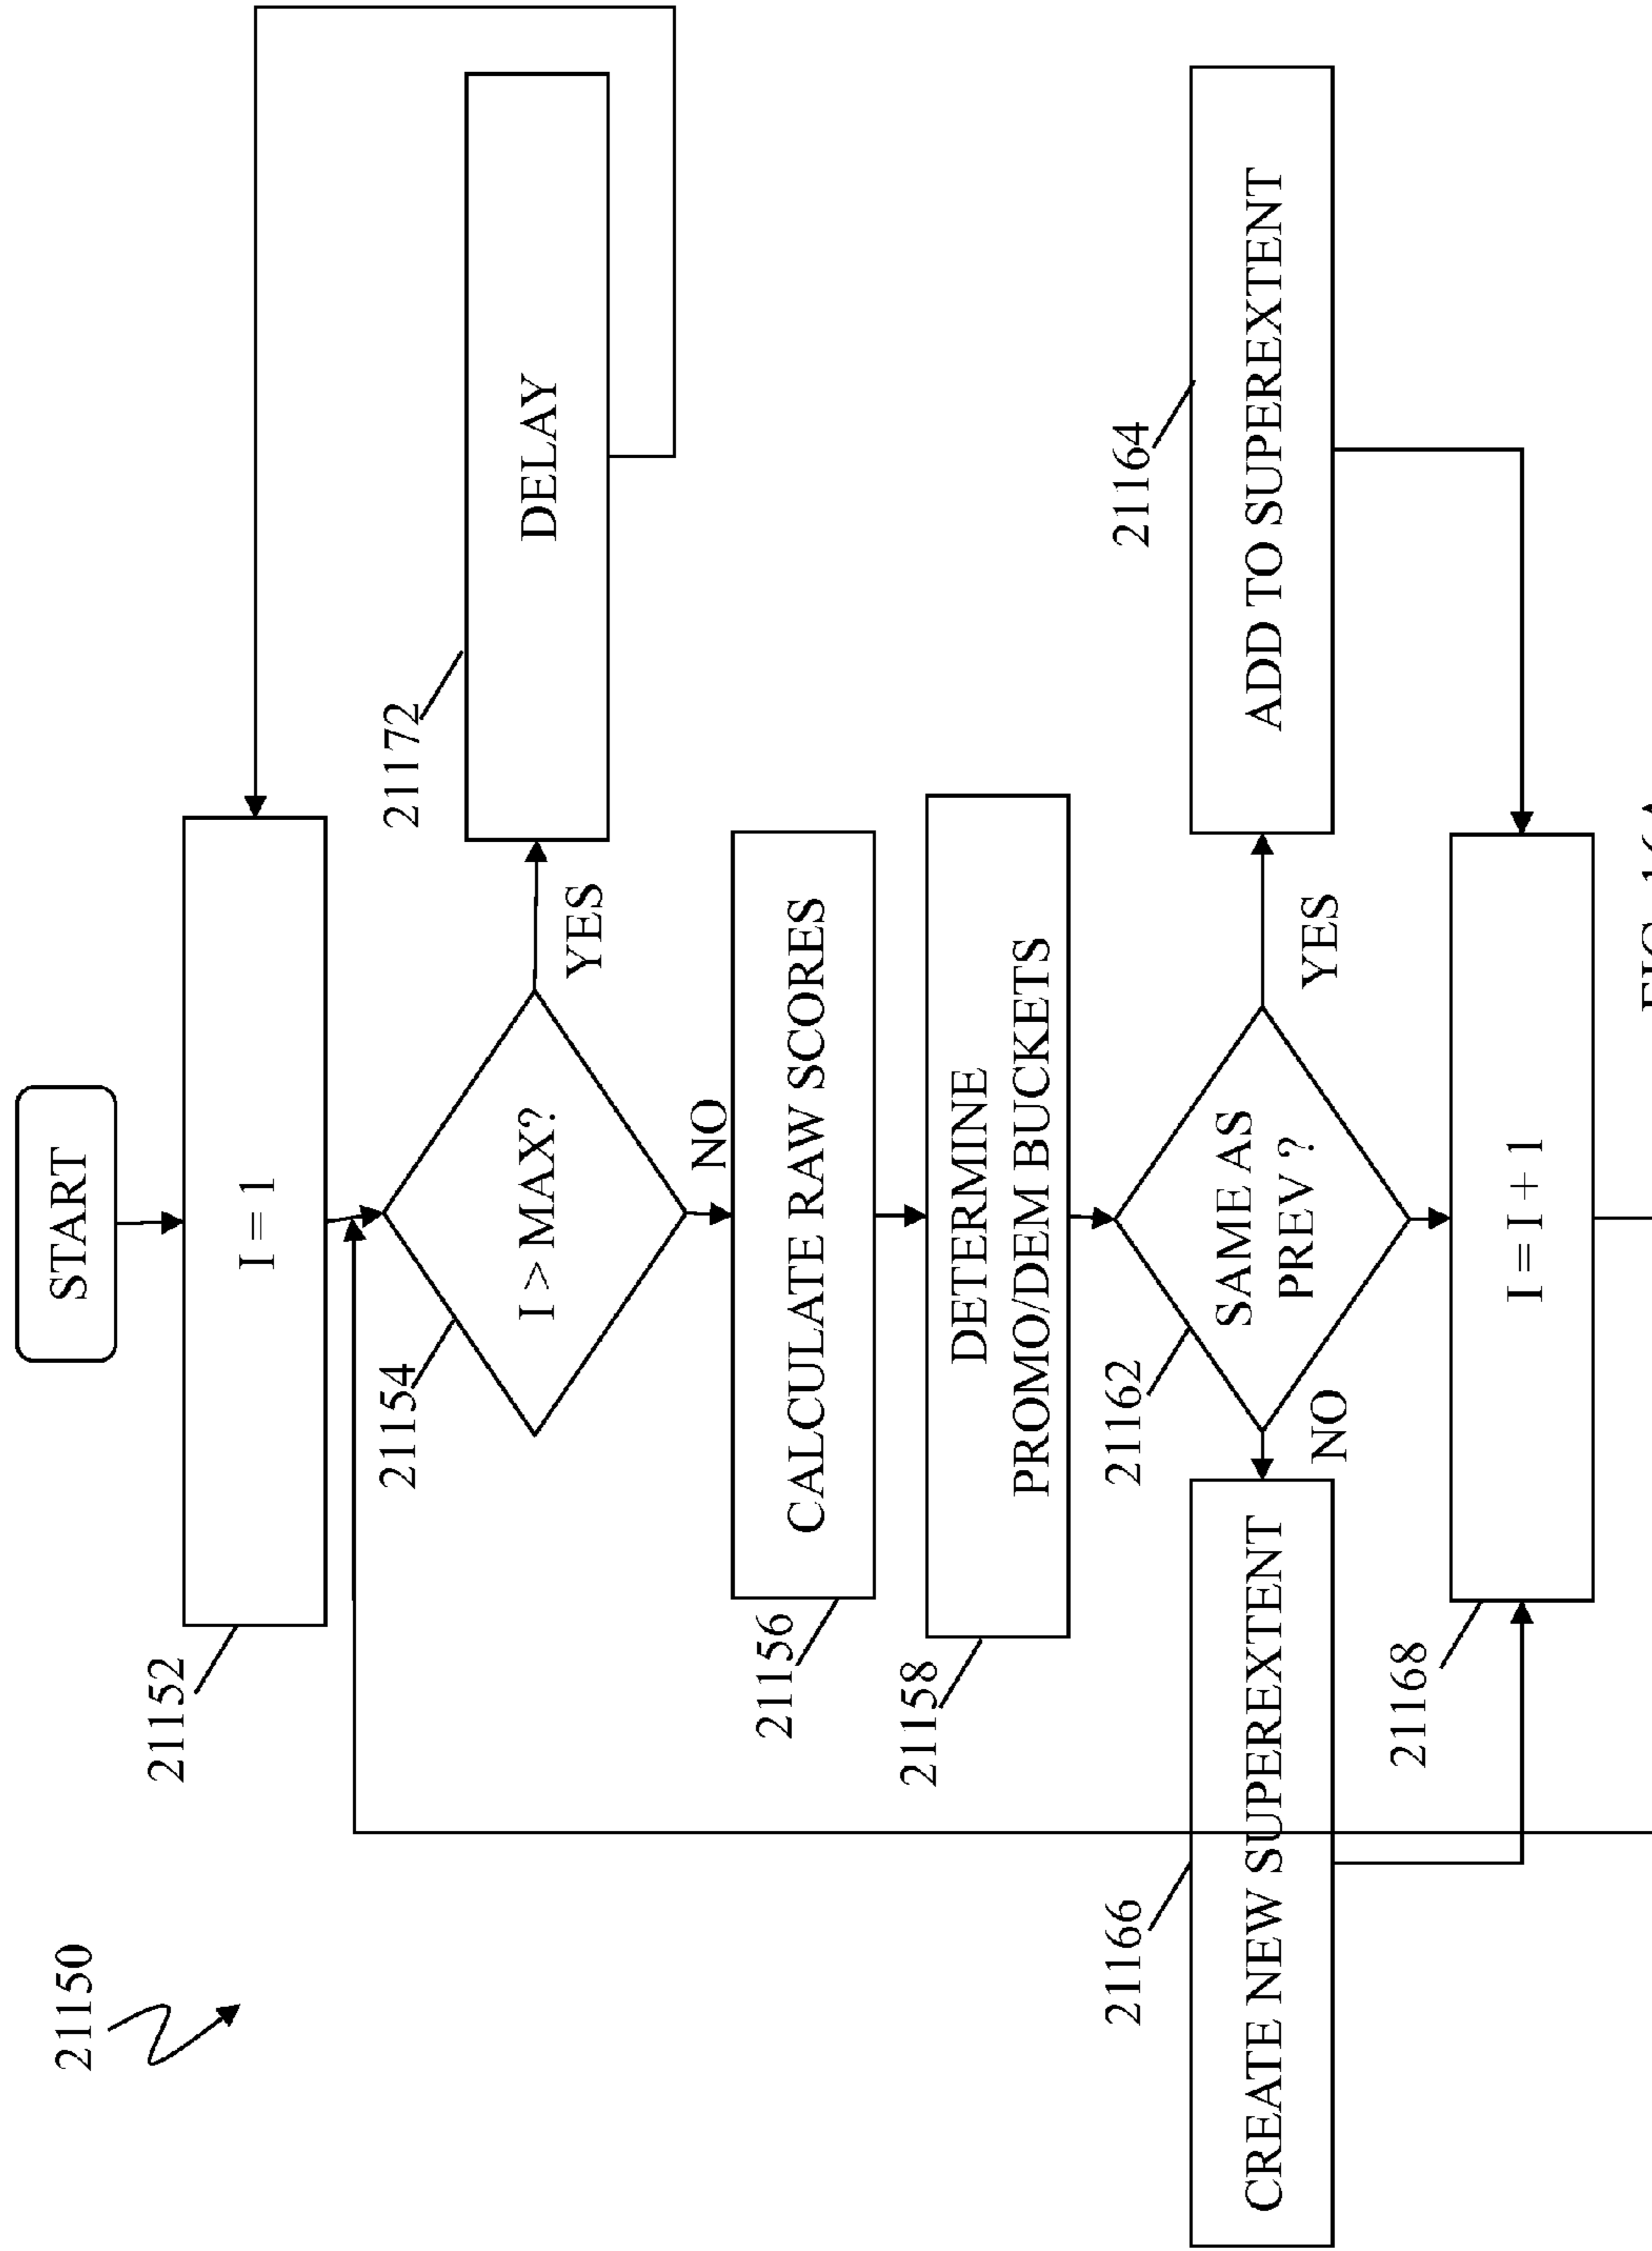 21150
START
I = 1
21152
I > MAX?
21154
YES
DELAY
21172
NO
CALCULATE RAW SCORES
21156
DETERMINE
PROMO/DEM BUCKETS
21158
SAME AS
PREV ?
21162
YES
ADD TO SUPEREXTENT
21164
NO
CREATE NEW SUPEREXTENT
21166
I = I + 1
21168